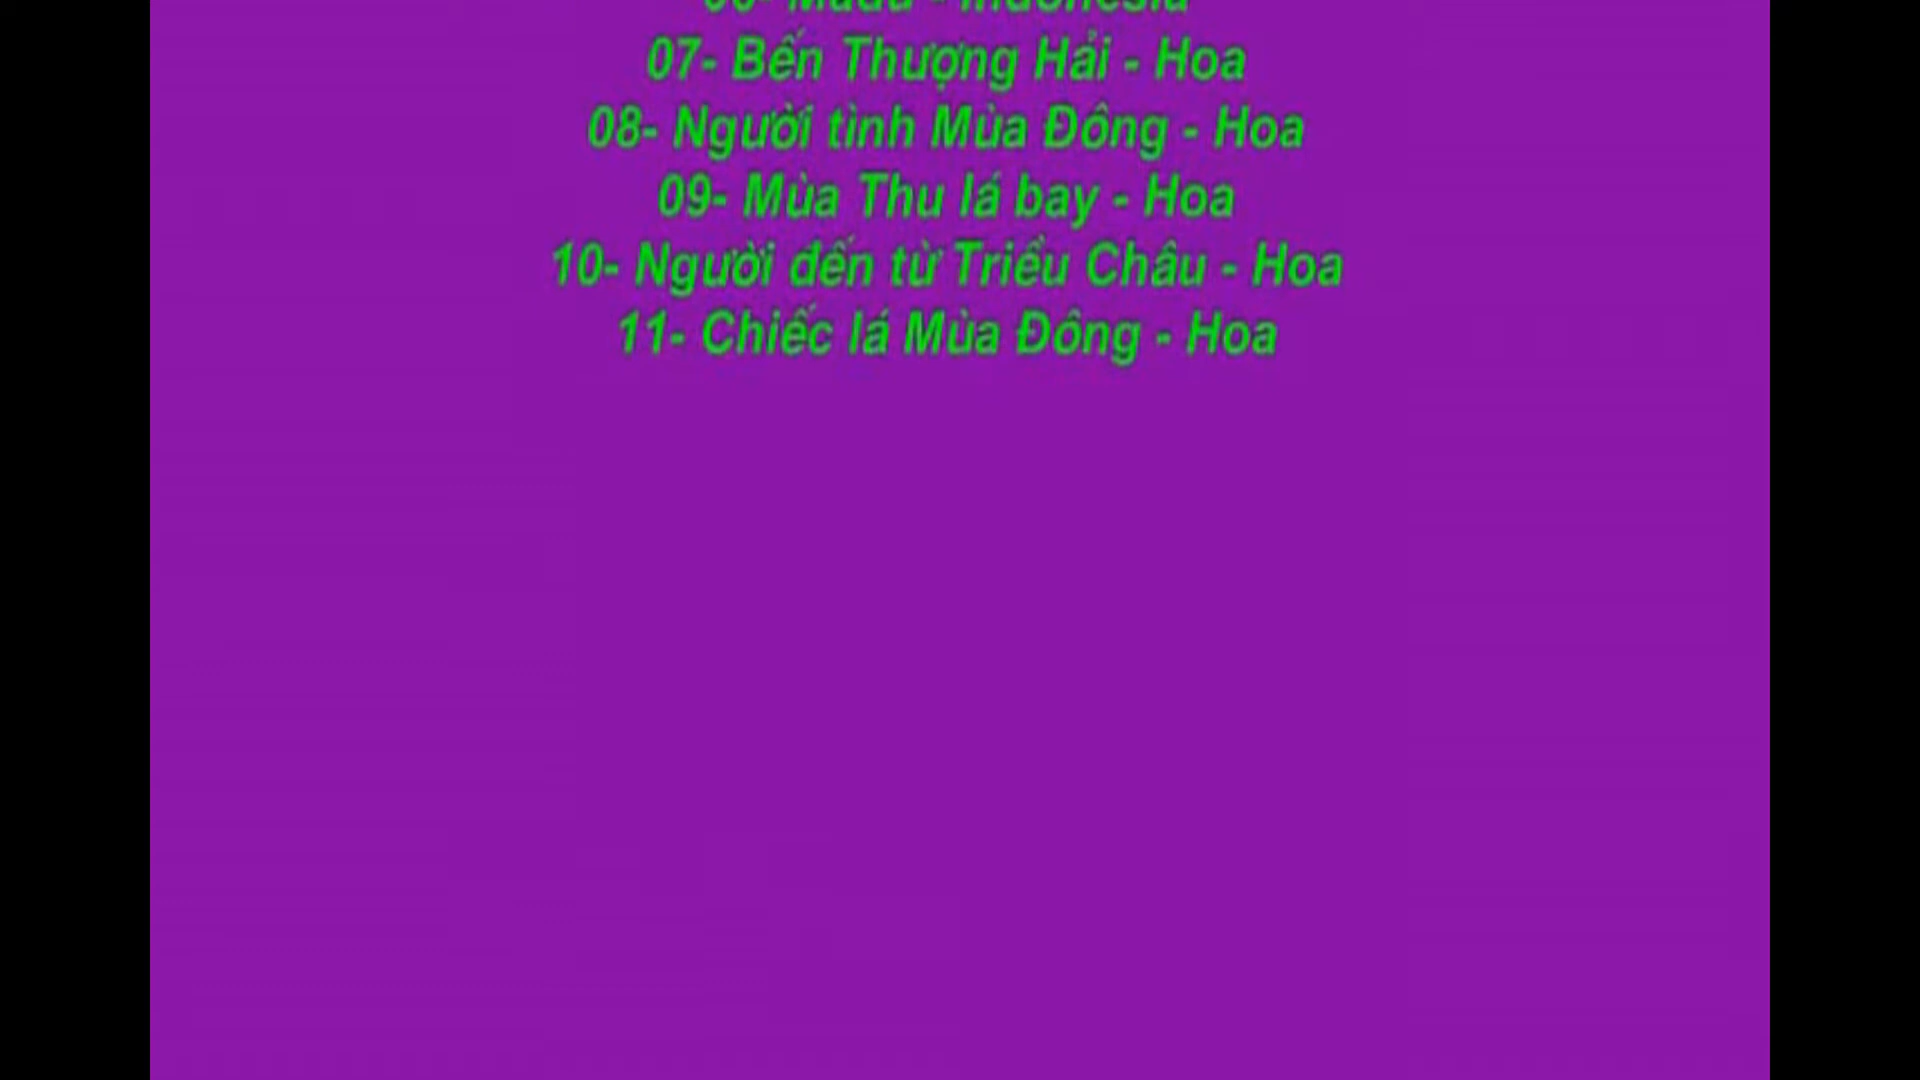 - Indonesia
07- Bến Thượng Hải - Hoa
08- Người tình Mùa Đông - Hoa
09- Mùa Thu lá bay - Hoa
10- Người đến từ Triều Châu - Hoa
11- Chiếc lá Mùa Đông - Hoa